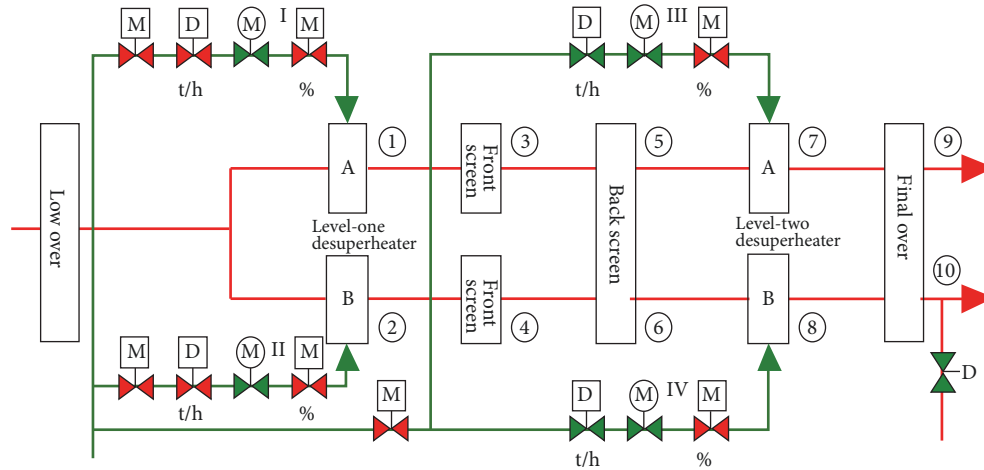 M D M I M
t/h %
D M III M
t/h %
1 3 5 7 9
Low over
A
Front
screen
Back screen
A
Final over
Level-one
desuperheater
Level-two
desuperheater
B
Front
screen
B
10
2 4 6 8
M D M II M
t/h %
M
D M IV M
t/h %
D